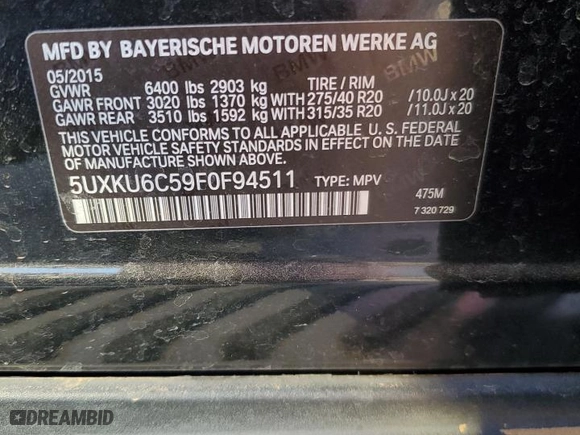 MFD BY BAYERISCHE MOTOREN WERKE AG
05/2015
GVWR 6400 lbs 2903 kg TIRE / RIM
GAWR FRONT 3020 lbs 1370 kg WITH 275/40 R20 / 10.0J x 20
GAWR REAR 3510 lbs 1592 kg WITH 315/35 R20 / 11.0J x 20
THIS VEHICLE CONFORMS TO ALL APPLICABLE U. S. FEDERAL
MOTOR VEHICLE SAFETY STANDARDS IN EFFECT ON THE DATE
OF MANUFACTURE SHOWN ABOVE.
5UXKU6C59F0F94511 TYPE: MPV
475M
7 320 729
BMW
BMW
DREAMBID